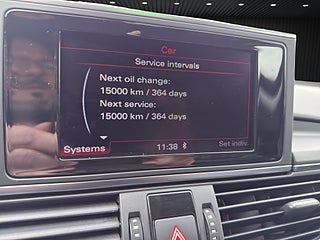 Car
Service intervals
Next oil change:
15000 km / 364 days
Next service:
15000 km / 364 days
Systems
11:38
Set indiv.